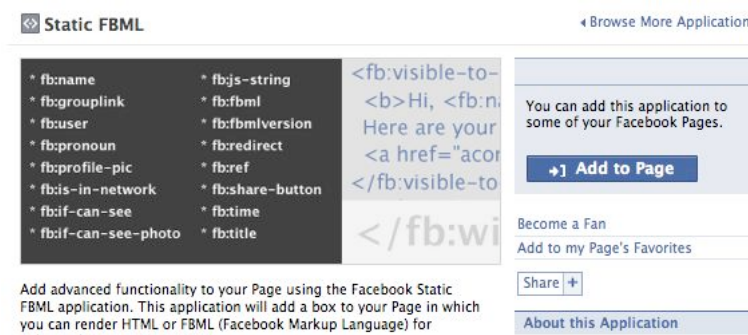 Static FBML
Browse More Application
* fb:name
* fb:grouplink
* fb:user
* fb:pronoun
* fb:profile-pic
* fb:is-in-network
* fb:if-can-see
* fb:if-can-see-photo
* fb:js-string
* fb:fbml
* fb:fbmlversion
* fb:redirect
* fb:ref
* fb:share-button
* fb:time
* fb:title
<fb:visible-to-
<b>Hi, <fb:na
Here are your
<a href="acor
</fb:visible-to
</fb:wi
You can add this application to
some of your Facebook Pages.
Add to Page
Become a Fan
Add to my Page's Favorites
Share +
Add advanced functionality to your Page using the Facebook Static
FBML application. This application will add a box to your Page in which
you can render HTML or FBML (Facebook Markup Language) for
About this Application